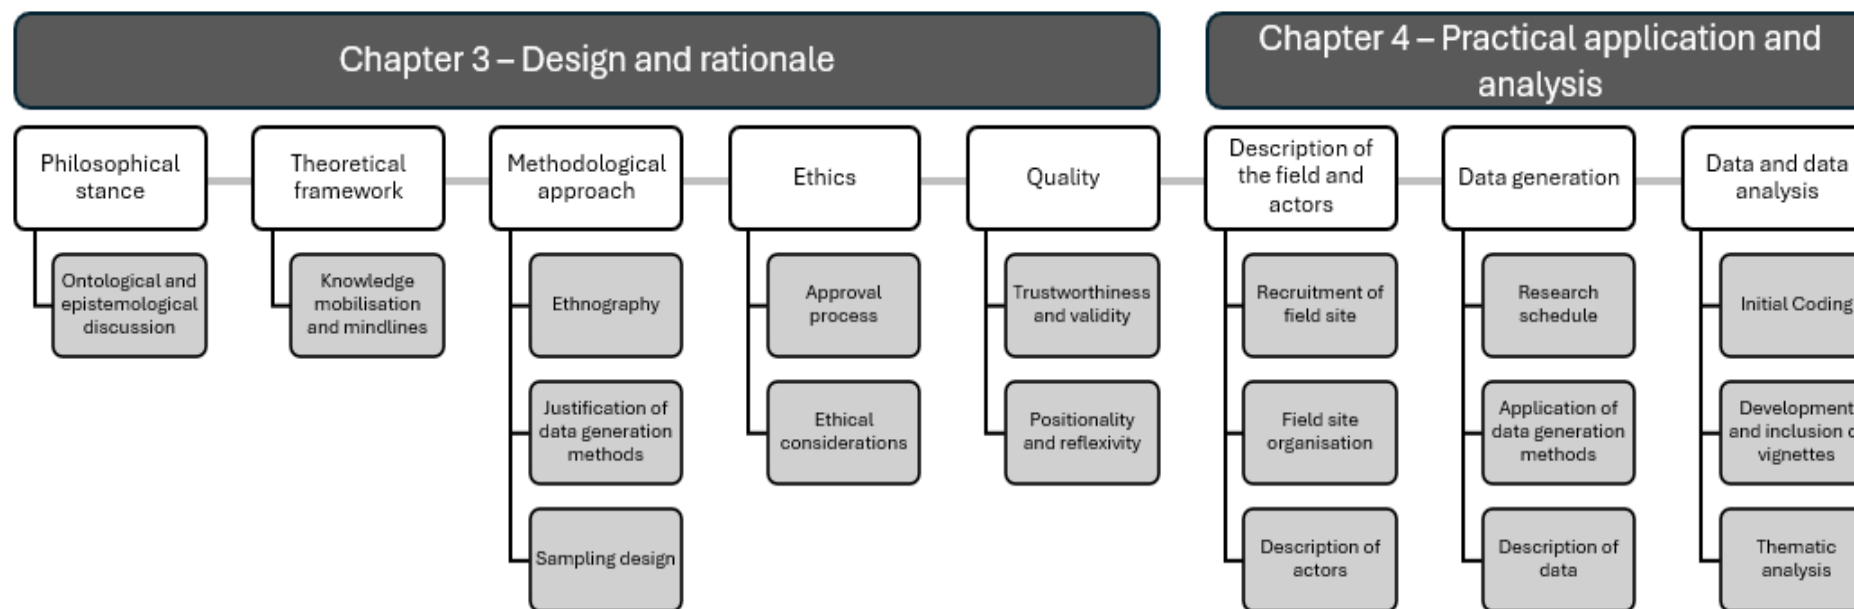 Chapter 3 – Design and rationale
Chapter 4 – Practical application and
analysis
Philosophical
stance
Theoretical
framework
Methodological
approach
Ethics
Quality
Description of
the field and
actors
Data generation
Data and data
analysis
Ontological and
epistemological
discussion
Knowledge
mobilisation
and mindlines
Ethnography
Justification of
data generation
methods
Sampling design
Approval
process
Ethical
considerations
Trustworthiness
and validity
Positionality
and reflexivity
Recruitment of
field site
Field site
organisation
Description of
actors
Research
schedule
Application of
data generation
methods
Description of
data
Initial Coding
Development
and inclusion
vignettes
Thematic
analysis